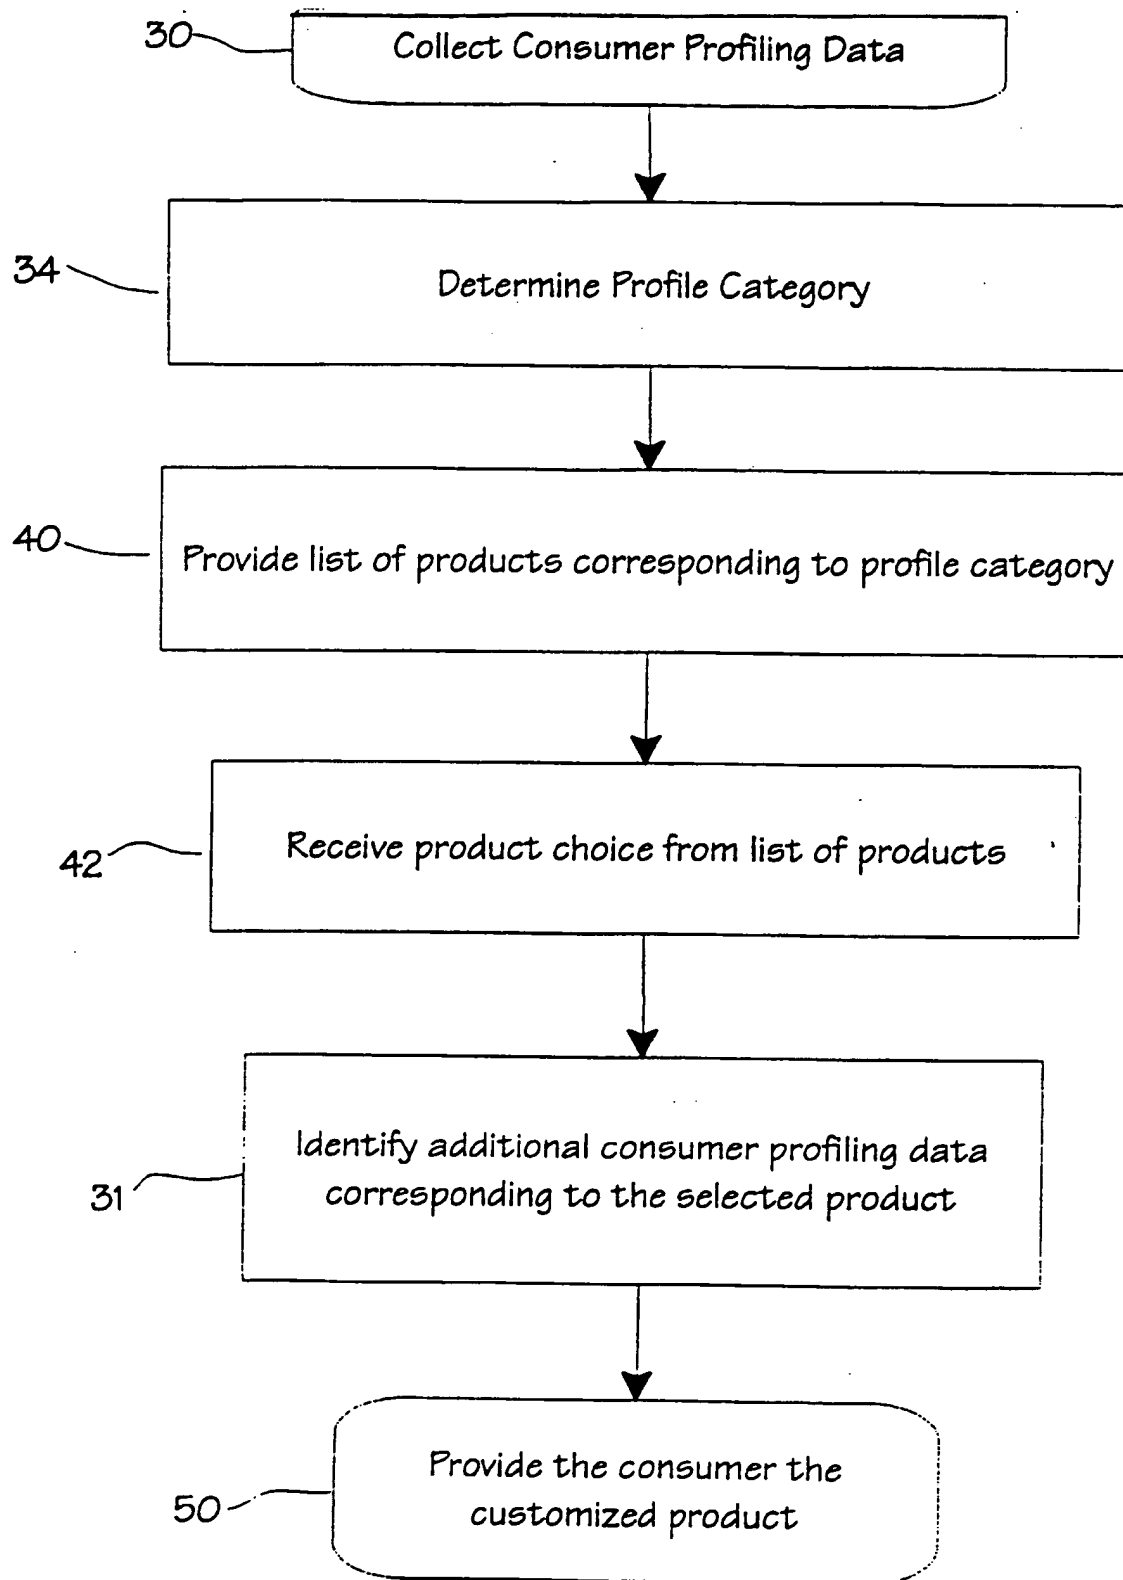 30
Collect Consumer Profiling Data
34
Determine Profile Category
40
Provide list of products corresponding to profile category
42
Receive product choice from list of products
31
Identify additional consumer profiling data
corresponding to the selected product
50
Provide the consumer the
customized product